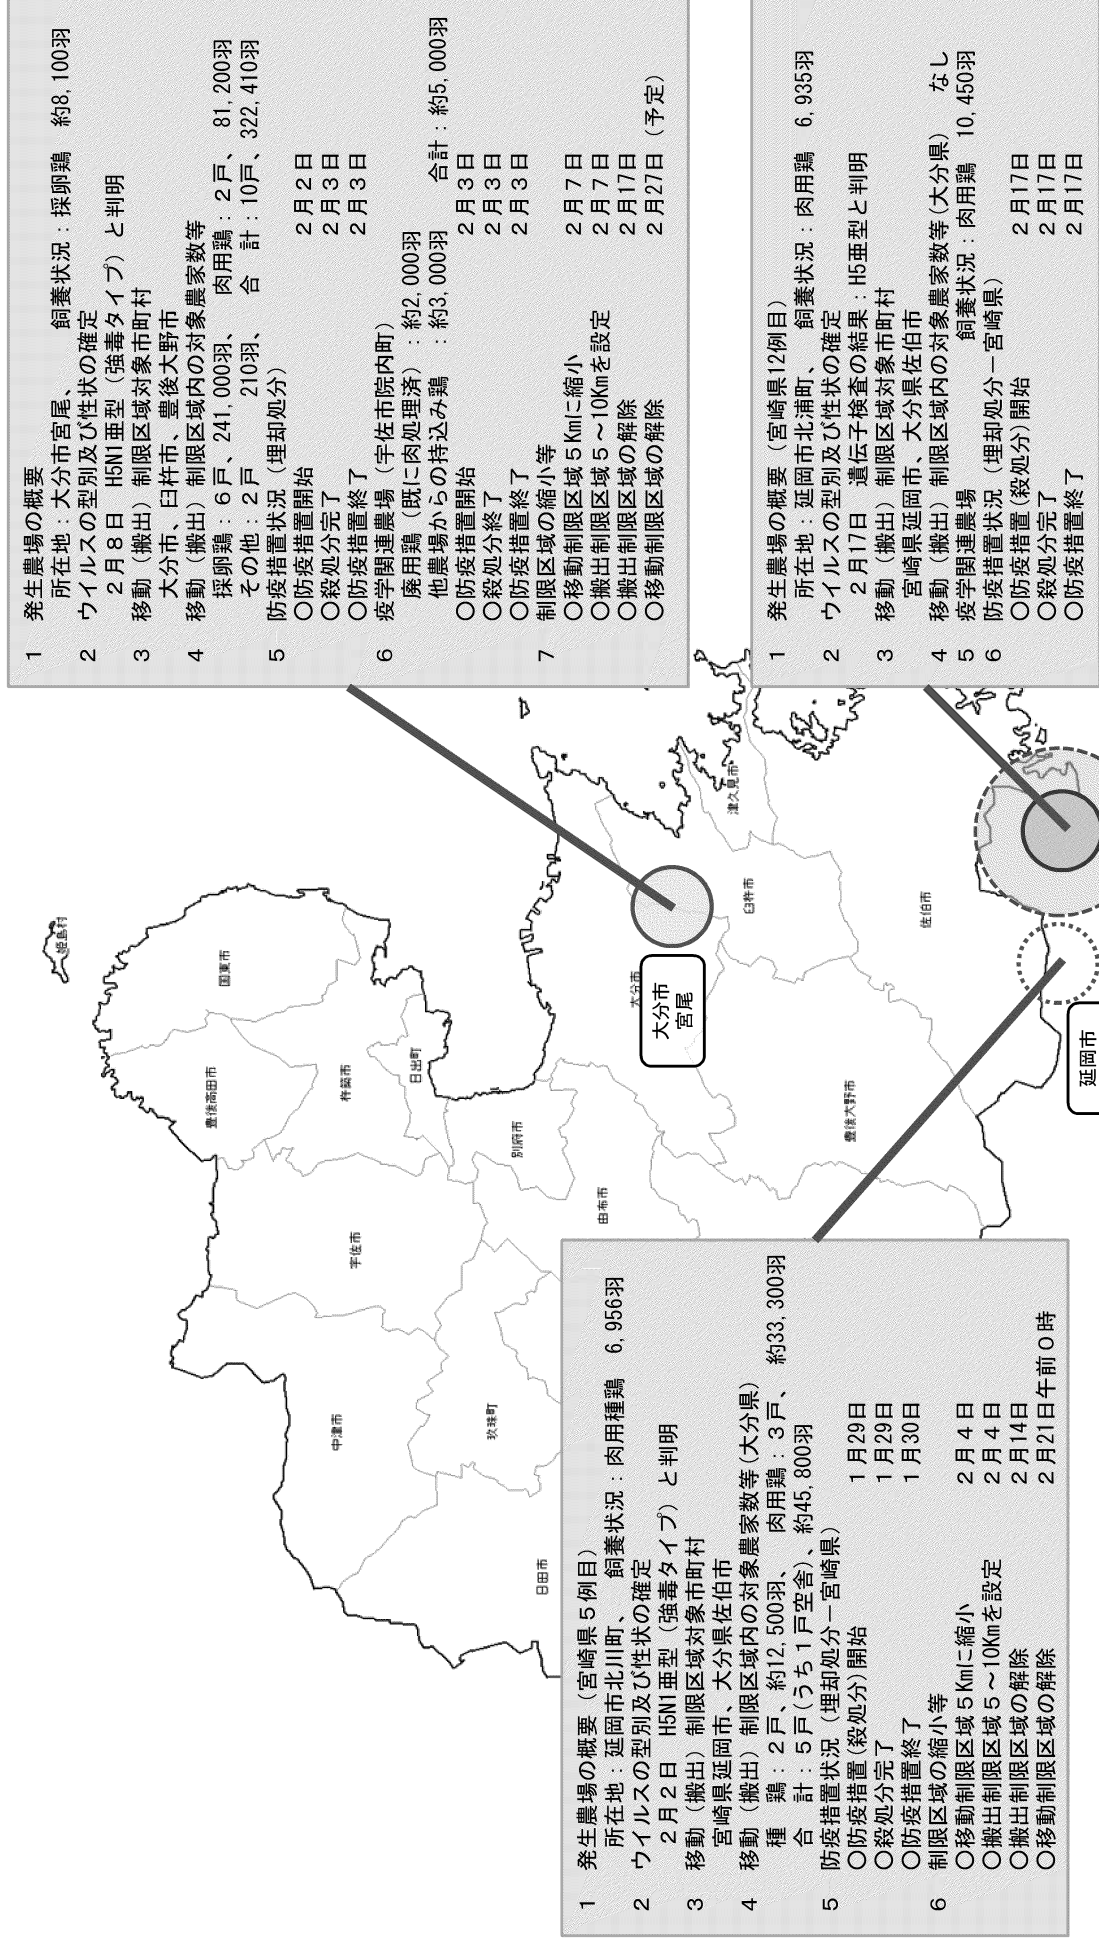 1 発生農場の概要
所在地：大分市宮尾、 飼養状況：採卵鶏 約8,100羽
2 ウイルスの型別及び性状の確定
2月8日 H5N1亜型（強毒タイプ）と判明
3 移動（搬出）制限区域対象市町村
大分市、臼杵市、豊後大野市
4 移動（搬出）制限区域内の対象農家数等
採卵鶏：6戸、241,000羽、 肉用鶏：2戸、 81,200羽
その他：2戸 210羽、 合 計：10戸、322,410羽
5 防疫措置状況（埋却処分）
○防疫措置開始 2月2日
○殺処分完了 2月3日
○防疫措置終了 2月3日
6 疫学関連農場（宇佐市院内町）
廃用鶏（既に肉処理済）：約2,000羽
他農場からの持込み鶏 ：約3,000羽 合計：約5,000羽
○防疫措置開始 2月3日
○殺処分終了 2月3日
○防疫措置終了 2月3日
7 制限区域の縮小等
○移動制限区域5Kmに縮小 2月7日
○搬出制限区域5～10Kmを設定 2月7日
○搬出制限区域の解除 2月17日
○移動制限区域の解除 2月27日（予定）
1 発生農場の概要（宮崎県12例目）
所在地：延岡市北浦町、 飼養状況：肉用鶏 6,935羽
2 ウイルスの型別及び性状の確定
2月17日 遺伝子検査の結果：H5亜型と判明
3 移動（搬出）制限区域対象市町村
宮崎県延岡市、大分県佐伯市
4 移動（搬出）制限区域内の対象農家数等(大分県) なし
5 疫学関連農場 飼養状況：肉用鶏 10,450羽
6 防疫措置状況（埋却処分－宮崎県）
○防疫措置(殺処分)開始 2月17日
○殺処分完了 2月17日
○防疫措置終了 2月17日
姫島村
国東市
豊後高田市
杵築市
日出町
別府市
宇佐市
中津市
玖珠町
日田市
由布市
大分市
大分市
宮尾
臼杵市
津久見市
佐伯市
豊後大野市
延岡市
1 発生農場の概要（宮崎県5例目）
所在地：延岡市北川町、 飼養状況：肉用種鶏 6,956羽
2 ウイルスの型別及び性状の確定
2月2日 H5N1亜型（強毒タイプ）と判明
3 移動（搬出）制限区域対象市町村
宮崎県延岡市、大分県佐伯市
4 移動（搬出）制限区域内の対象農家数等(大分県)
種 鶏：2戸、約12,500羽、 肉用鶏：3戸、 約33,300羽
合 計：5戸(うち1戸空舎)、約45,800羽
5 防疫措置状況（埋却処分－宮崎県）
○防疫措置(殺処分)開始 1月29日
○殺処分完了 1月29日
○防疫措置終了 1月30日
6 制限区域の縮小等
○移動制限区域5Kmに縮小 2月4日
○搬出制限区域5～10Kmを設定 2月4日
○搬出制限区域の解除 2月14日
○移動制限区域の解除 2月21日午前0時